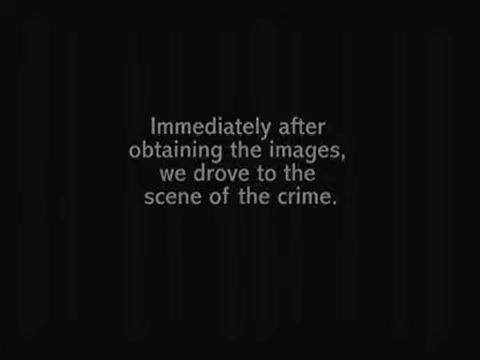 Immediately after
obtaining the images,
we drove to the
scene of the crime.